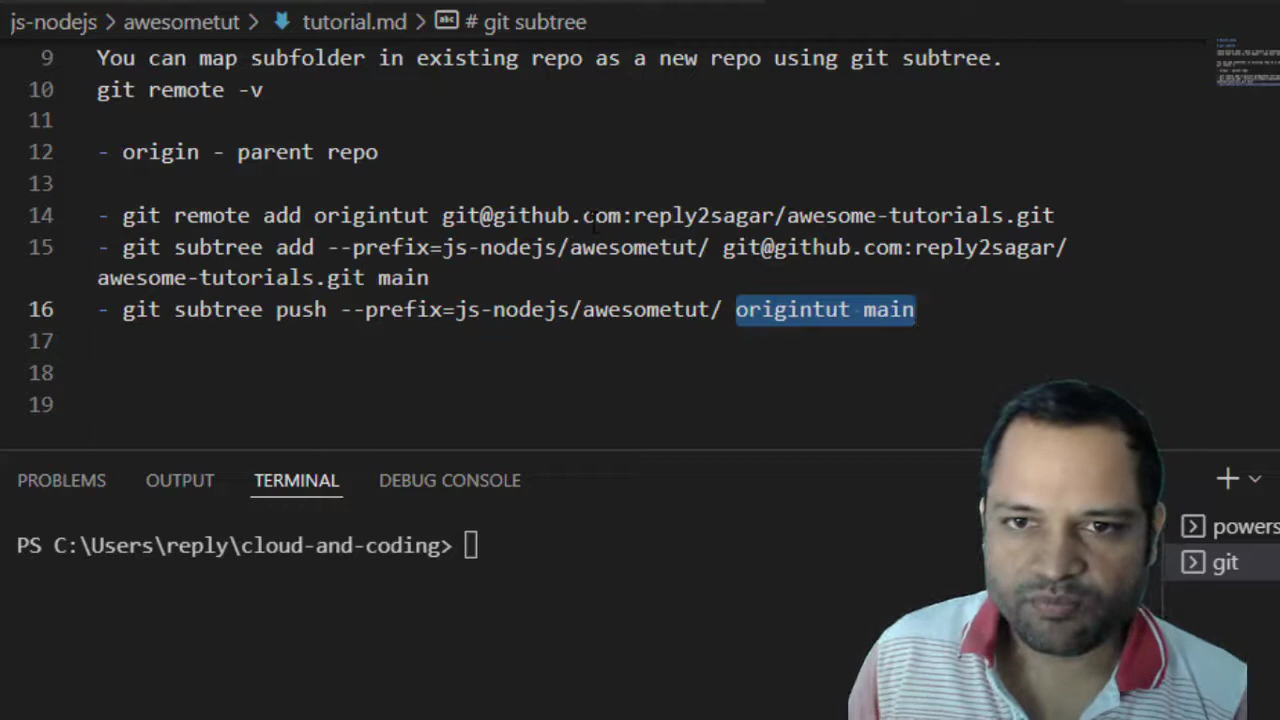 js-nodejs > awesometut > tutorial.md > abc # git subtree
9 You can map subfolder in existing repo as a new repo using git subtree.
10 git remote -v
11
12 - origin - parent repo
13
14 - git remote add origintut git@github.com:reply2sagar/awesome-tutorials.git
15 - git subtree add --prefix=js-nodejs/awesometut/ git@github.com:reply2sagar/
awesome-tutorials.git main
16 - git subtree push --prefix=js-nodejs/awesometut/ origintut main
17
18
19
PROBLEMS OUTPUT TERMINAL DEBUG CONSOLE
PS C:\Users\reply\cloud-and-coding>
powers
git